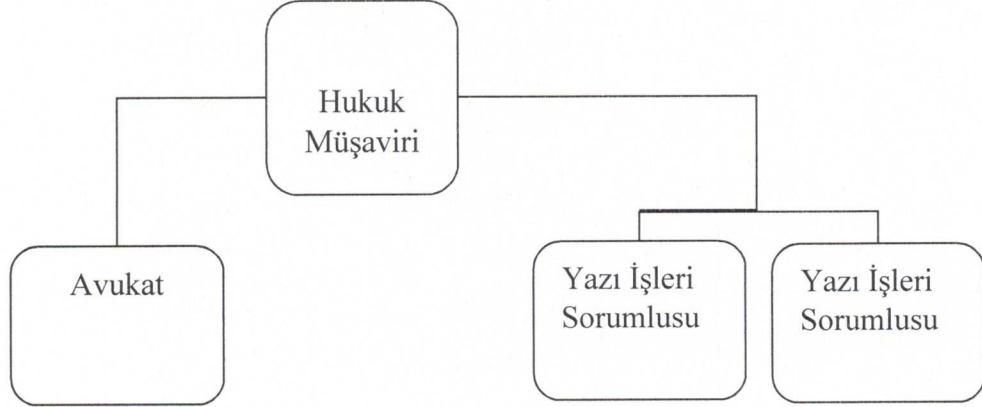 Hukuk
Müşaviri
Avukat
Yazı İşleri
Sorumlusu
Yazı İşleri
Sorumlusu